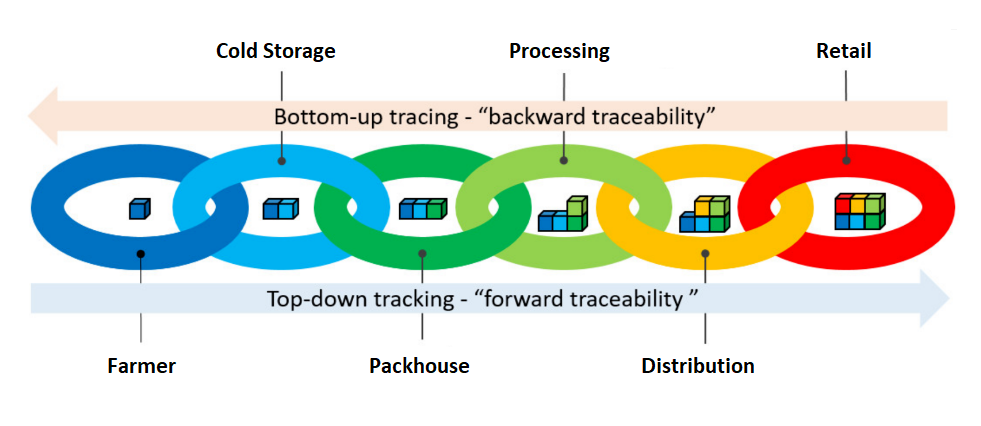 Cold Storage
Processing
Retail
Bottom-up tracing - “backward traceability”
Top-down tracking - “forward traceability ”
Farmer
Packhouse
Distribution